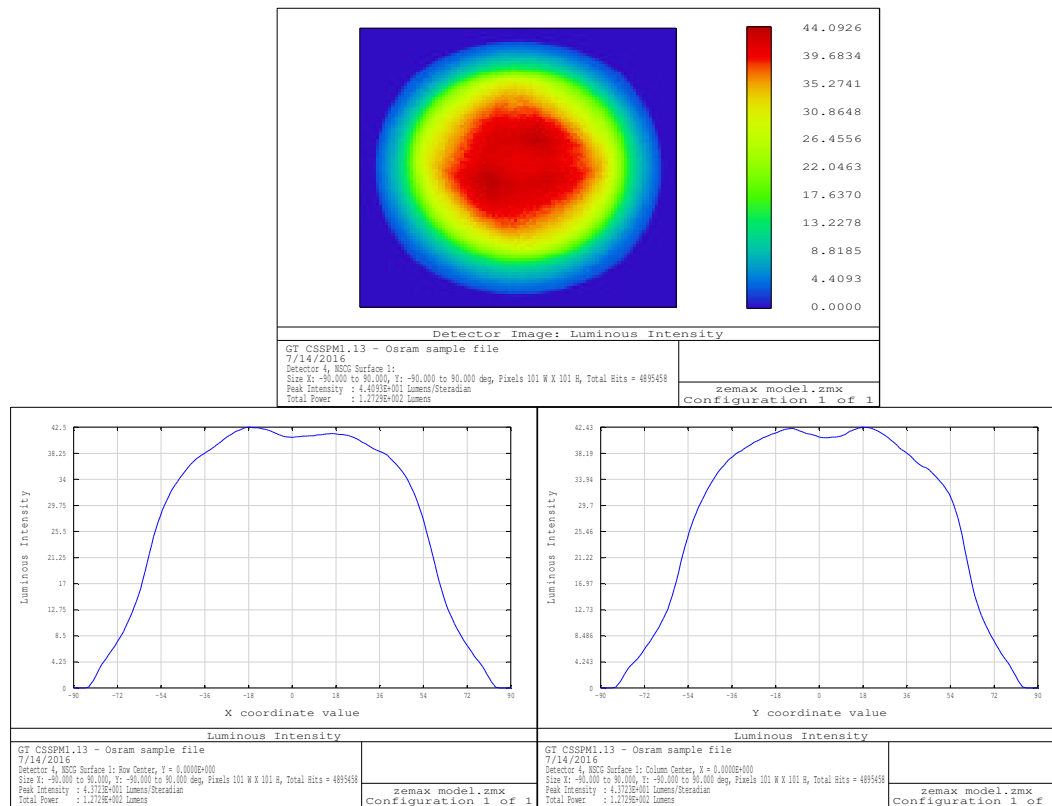 44.0926
39.6834
35.2741
30.8648
26.4556
22.0463
17.6370
13.2278
8.8185
4.4093
0.0000
Detector Image: Luminous Intensity
GT CSSPM1.13 - Osram sample file
7/14/2016
Detector 4, NSCG Surface 1:
Size X: -90.000 to 90.000, Y: -90.000 to 90.000 deg, Pixels 101 W X 101 H, Total Hits = 4895458
Peak Intensity : 4.4093E+001 Lumens/Steradian
Total Power : 1.2729E+002 Lumens
zemax model.zmx
Configuration 1 of 1
42.5
38.25
34
29.75
25.5
21.25
17
12.75
8.5
4.25
0
Luminous Intensity
-90 -72 -54 -36 -18 0 18 36 54 72 90
X coordinate value
Luminous Intensity
GT CSSPM1.13 - Osram sample file
7/14/2016
Detector 4, NSCG Surface 1: Row Center, Y = 0.0000E+000
Size X: -90.000 to 90.000, Y: -90.000 to 90.000 deg, Pixels 101 W X 101 H, Total Hits = 4895458
Peak Intensity : 4.3723E+001 Lumens/Steradian
Total Power : 1.2729E+002 Lumens
zemax model.zmx
Configuration 1 of 1
42.43
38.19
33.94
29.7
25.46
21.22
16.97
12.73
8.486
4.243
0
Luminous Intensity
-90 -72 -54 -36 -18 0 18 36 54 72 90
Y coordinate value
Luminous Intensity
GT CSSPM1.13 - Osram sample file
7/14/2016
Detector 4, NSCG Surface 1: Column Center, X = 0.0000E+000
Size X: -90.000 to 90.000, Y: -90.000 to 90.000 deg, Pixels 101 W X 101 H, Total Hits = 4895458
Peak Intensity : 4.3723E+001 Lumens/Steradian
Total Power : 1.2729E+002 Lumens
zemax model.zmx
Configuration 1 of